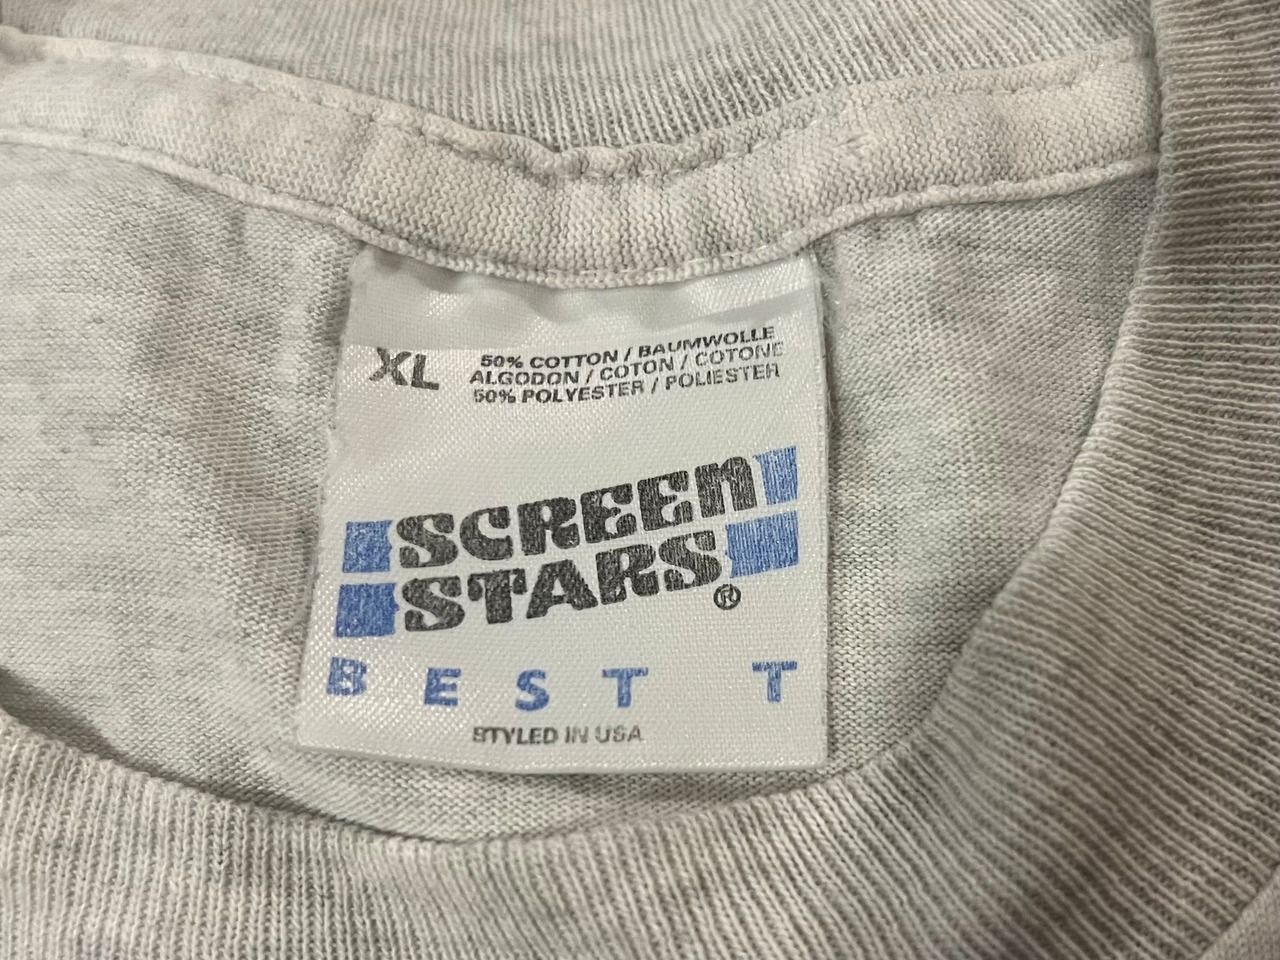 XL
50% COTTON / BAUMWOLLE
ALGODON / COTON / COTONE
50% POLYESTER / POLIESTER
SCREEN
STARS®
BEST T
STYLED IN USA